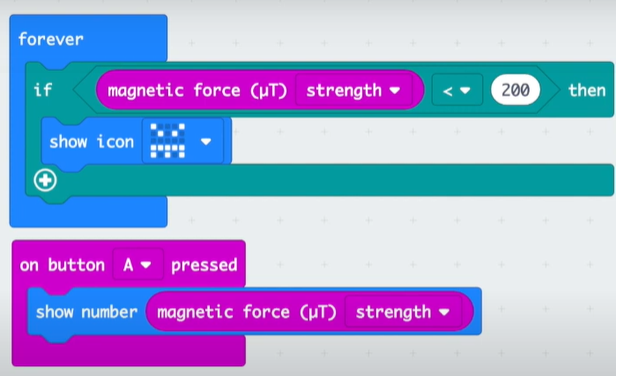 forever
if magnetic force (µT) strength < 200 then
show icon
on button A pressed
show number magnetic force (µT) strength